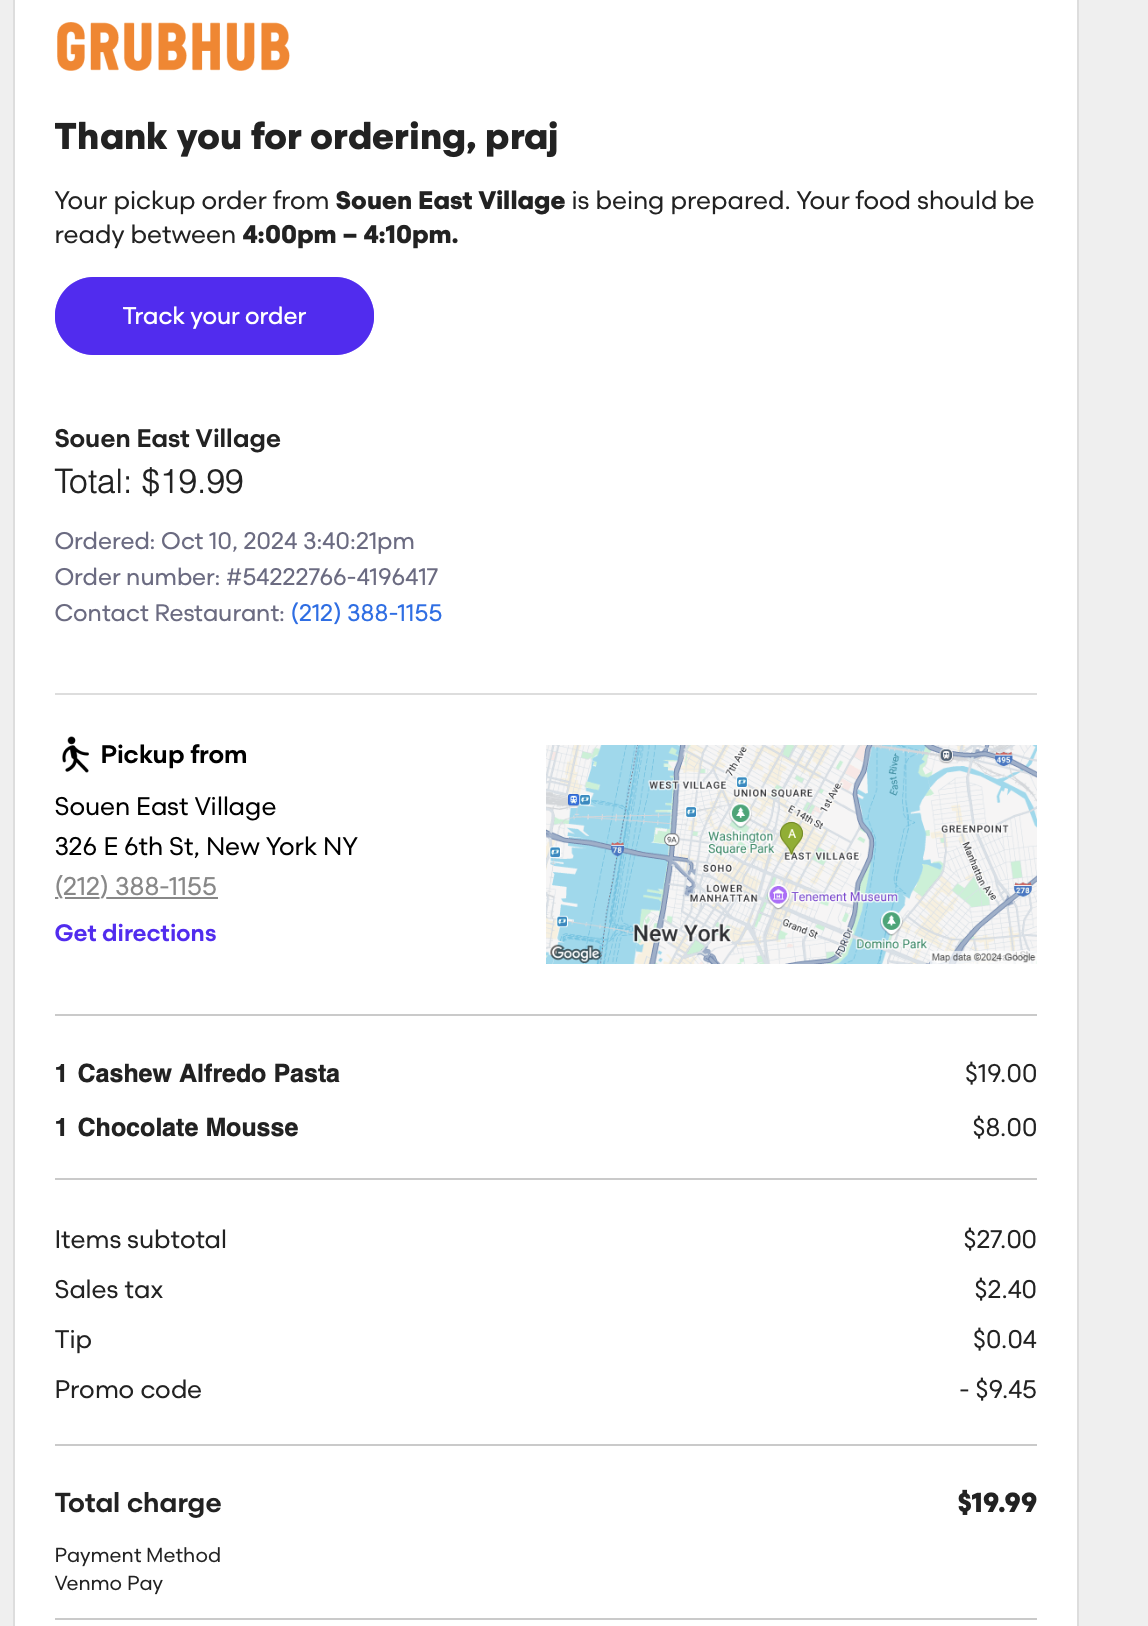 GRUBHUB
Thank you for ordering, praj
Your pickup order from Souen East Village is being prepared. Your food should be
ready between 4:00pm – 4:10pm.
Track your order
Souen East Village
Total: $19.99
Ordered: Oct 10, 2024 3:40:21pm
Order number: #54222766-4196417
Contact Restaurant: (212) 388-1155
Pickup from
Souen East Village
326 E 6th St, New York NY
(212) 388-1155
Get directions
7th Ave
East River
495
WEST VILLAGE
UNION SQUARE
1st Ave
E 14th St
9A
Washington
Square Park
A
GREENPOINT
78
EAST VILLAGE
Manhattan Ave
SOHO
LOWER
MANHATTAN
Tenement Museum
278
New York
Grand St
FDR Dr
Domino Park
Google
Map data ©2024 Google
1 Cashew Alfredo Pasta $19.00
1 Chocolate Mousse $8.00
Items subtotal $27.00
Sales tax $2.40
Tip $0.04
Promo code - $9.45
Total charge $19.99
Payment Method
Venmo Pay